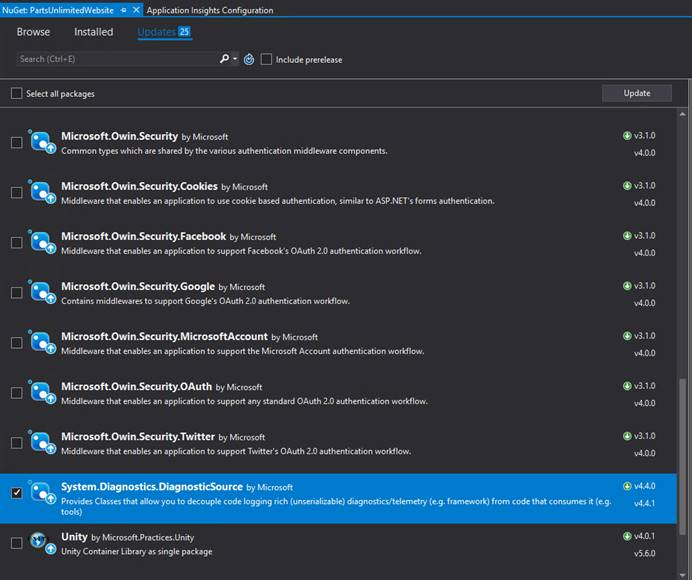 NuGet: PartsUnlimitedWebsite Application Insights Configuration
Browse Installed Updates 25
Search (Ctrl+E) Include prerelease
Select all packages Update
Microsoft.Owin.Security by Microsoft v3.1.0
Common types which are shared by the various authentication middleware components. v4.0.0
Microsoft.Owin.Security.Cookies by Microsoft v3.1.0
Middleware that enables an application to use cookie based authentication, similar to ASP.NET's forms authentication. v4.0.0
Microsoft.Owin.Security.Facebook by Microsoft v3.1.0
Middleware that enables an application to support Facebook's OAuth 2.0 authentication workflow. v4.0.0
Microsoft.Owin.Security.Google by Microsoft v3.1.0
Contains middlewares to support Google's OAuth 2.0 authentication workflow. v4.0.0
Microsoft.Owin.Security.MicrosoftAccount by Microsoft v3.1.0
Middleware that enables an application to support the Microsoft Account authentication workflow. v4.0.0
Microsoft.Owin.Security.OAuth by Microsoft v3.1.0
Middleware that enables an application to support any standard OAuth 2.0 authentication workflow. v4.0.0
Microsoft.Owin.Security.Twitter by Microsoft v3.1.0
Middleware that enables an application to support Twitter's OAuth 2.0 authentication workflow. v4.0.0
System.Diagnostics.DiagnosticSource by Microsoft v4.4.0
Provides Classes that allow you to decouple code logging rich (unserializable) diagnostics/telemetry (e.g. framework) from code that consumes it (e.g. v4.4.1
tools)
Unity by Microsoft.Practices.Unity v4.0.1
Unity Container Library as single package v5.6.0